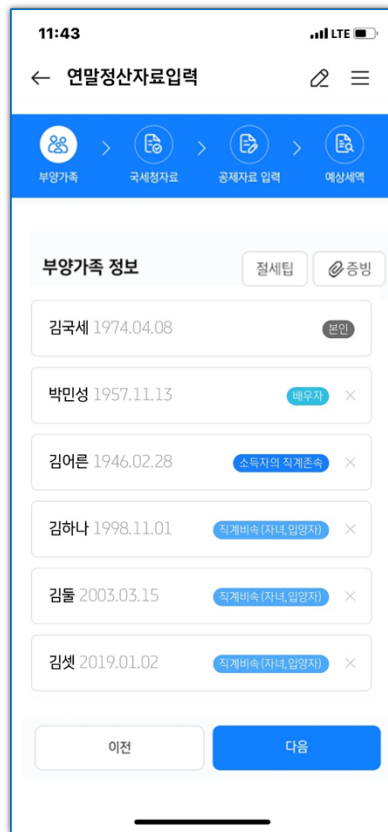 11:43 LTE
연말정산자료입력
부양가족 국세청자료 공제자료 입력 예상세액
부양가족 정보 절세팁 증빙
김국세 1974.04.08 본인
박민성 1957.11.13 배우자
김어른 1946.02.28 소득자의 직계존속
김하나 1998.11.01 직계비속(자녀,입양자)
김둘 2003.03.15 직계비속(자녀,입양자)
김셋 2019.01.02 직계비속(자녀,입양자)
이전 다음